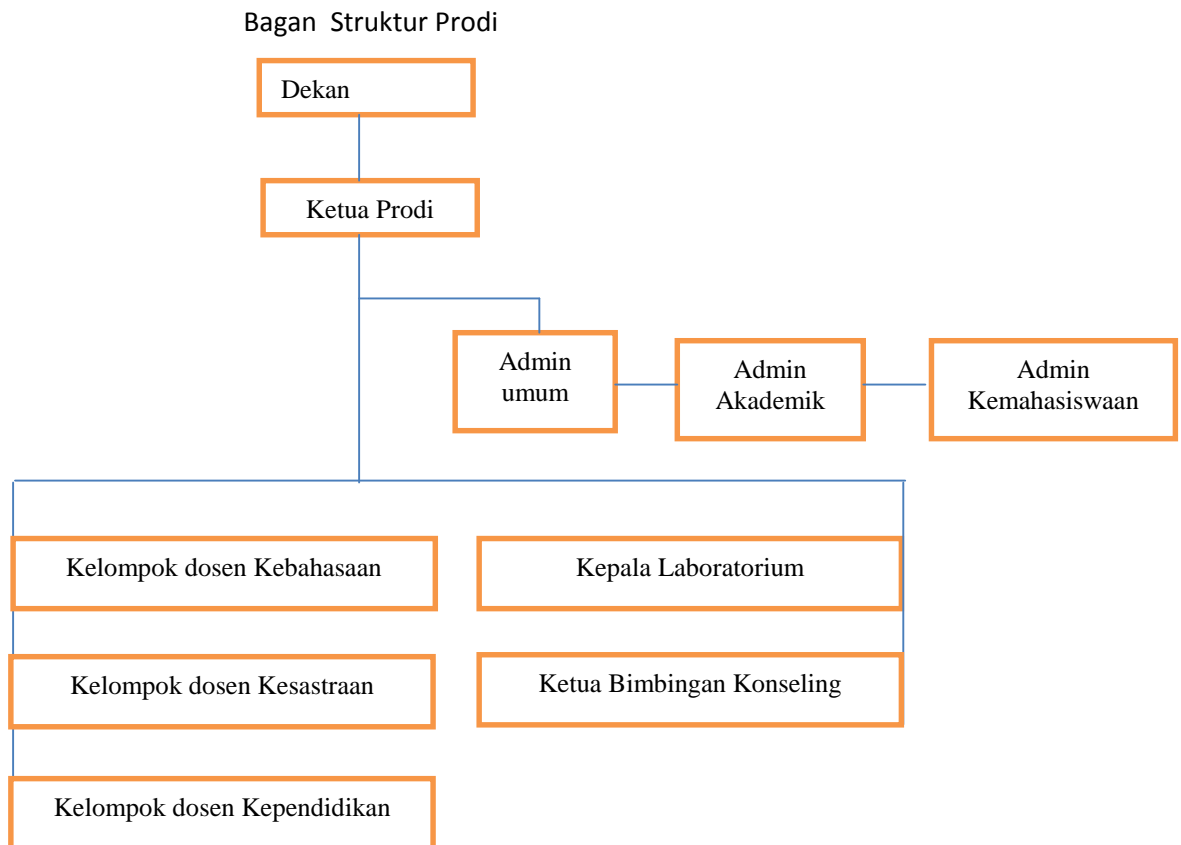 Bagan Struktur Prodi
Dekan
Ketua Prodi
Admin
umum
Admin
Akademik
Admin
Kemahasiswaan
Kelompok dosen Kebahasaan
Kepala Laboratorium
Kelompok dosen Kesastraan
Ketua Bimbingan Konseling
Kelompok dosen Kependidikan